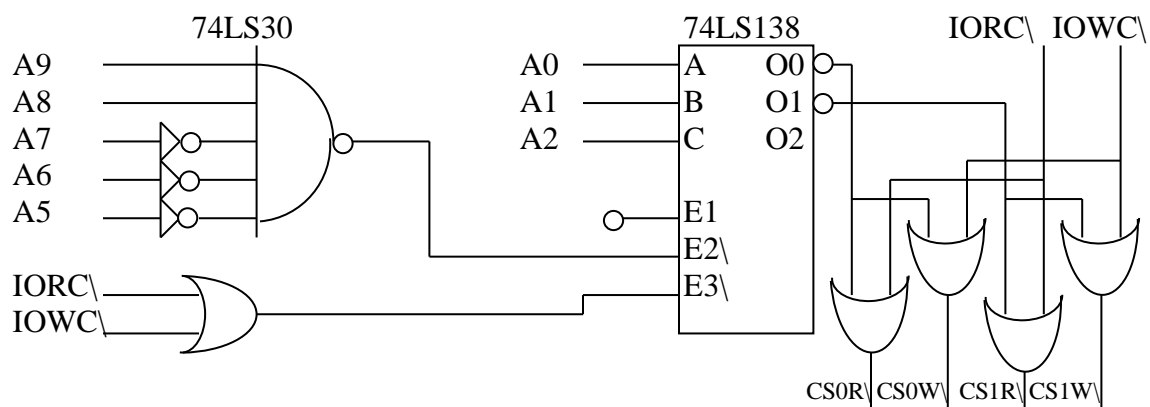 74LS30 74LS138 IORC\ IOWC\
A9 A0 A O0
A8 A1 B O1
A7 A2 C O2
A6
A5 E1
E2\
IORC\ E3\
IOWC\
CS0R\ CS0W\ CS1R\ CS1W\